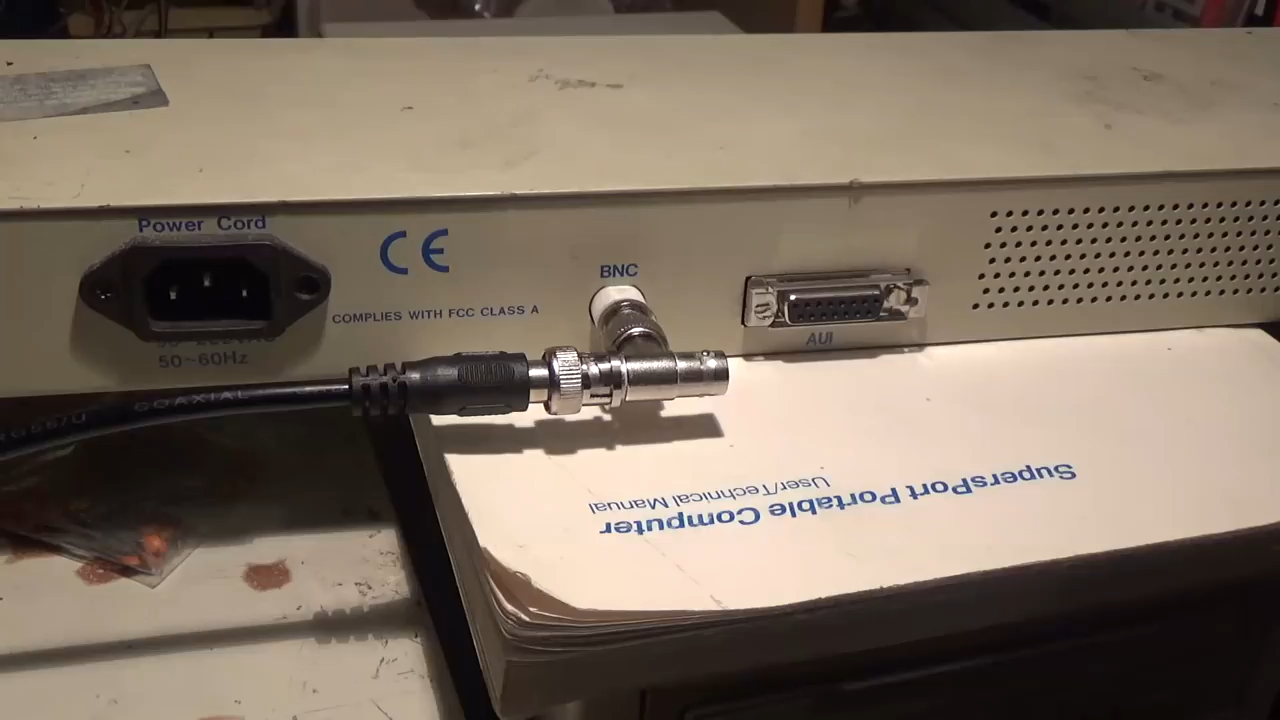 Power Cord
CE
COMPLIES WITH FCC CLASS A
50~60Hz
BNC
AUI
COAXIAL
SupersPort Portable Computer
User/Technical Manual